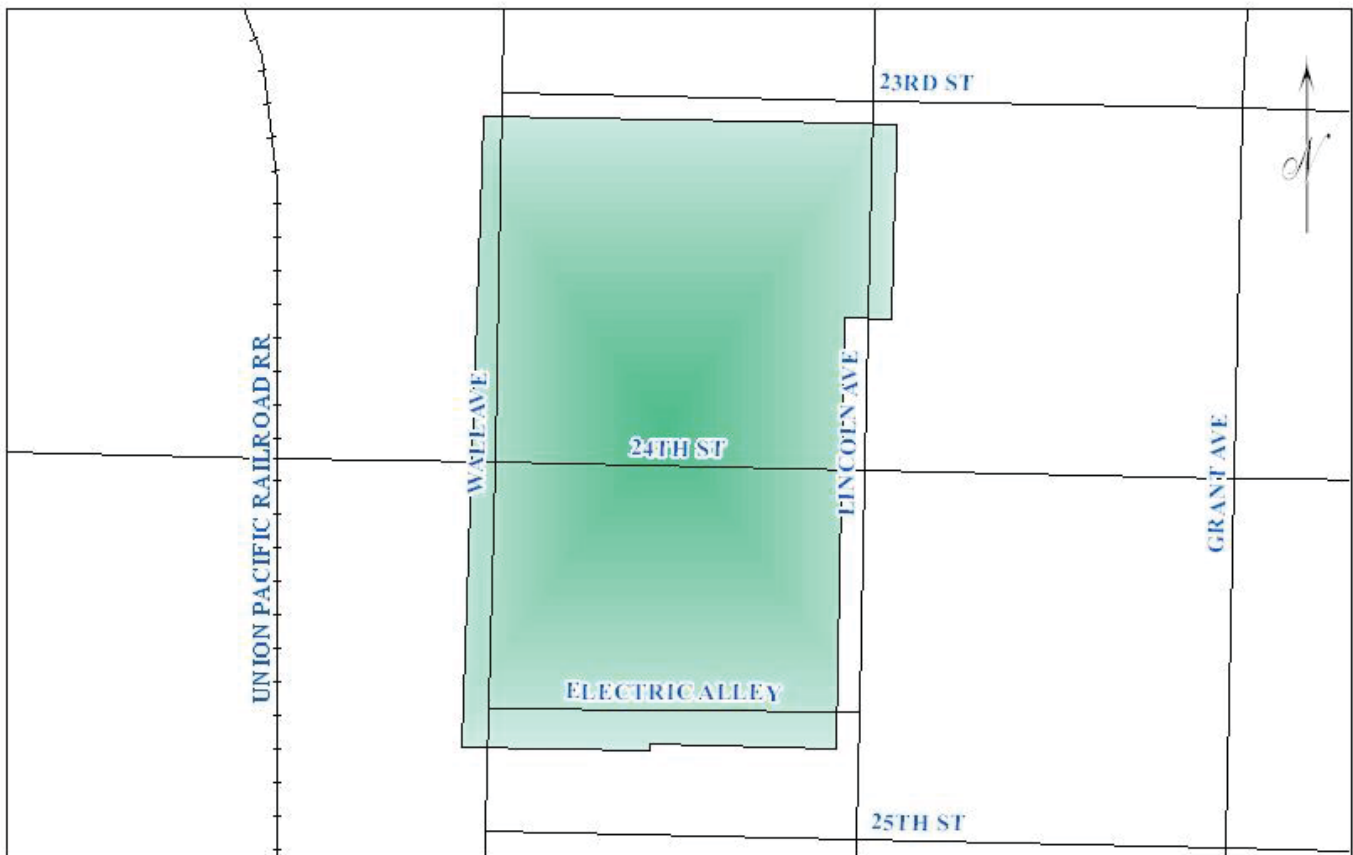 23RD ST
N
UNION PACIFIC RAILROAD RR
WALL AVE
24TH ST
LINCOLN AVE
GRANT AVE
ELECTRIC ALLEY
25TH ST